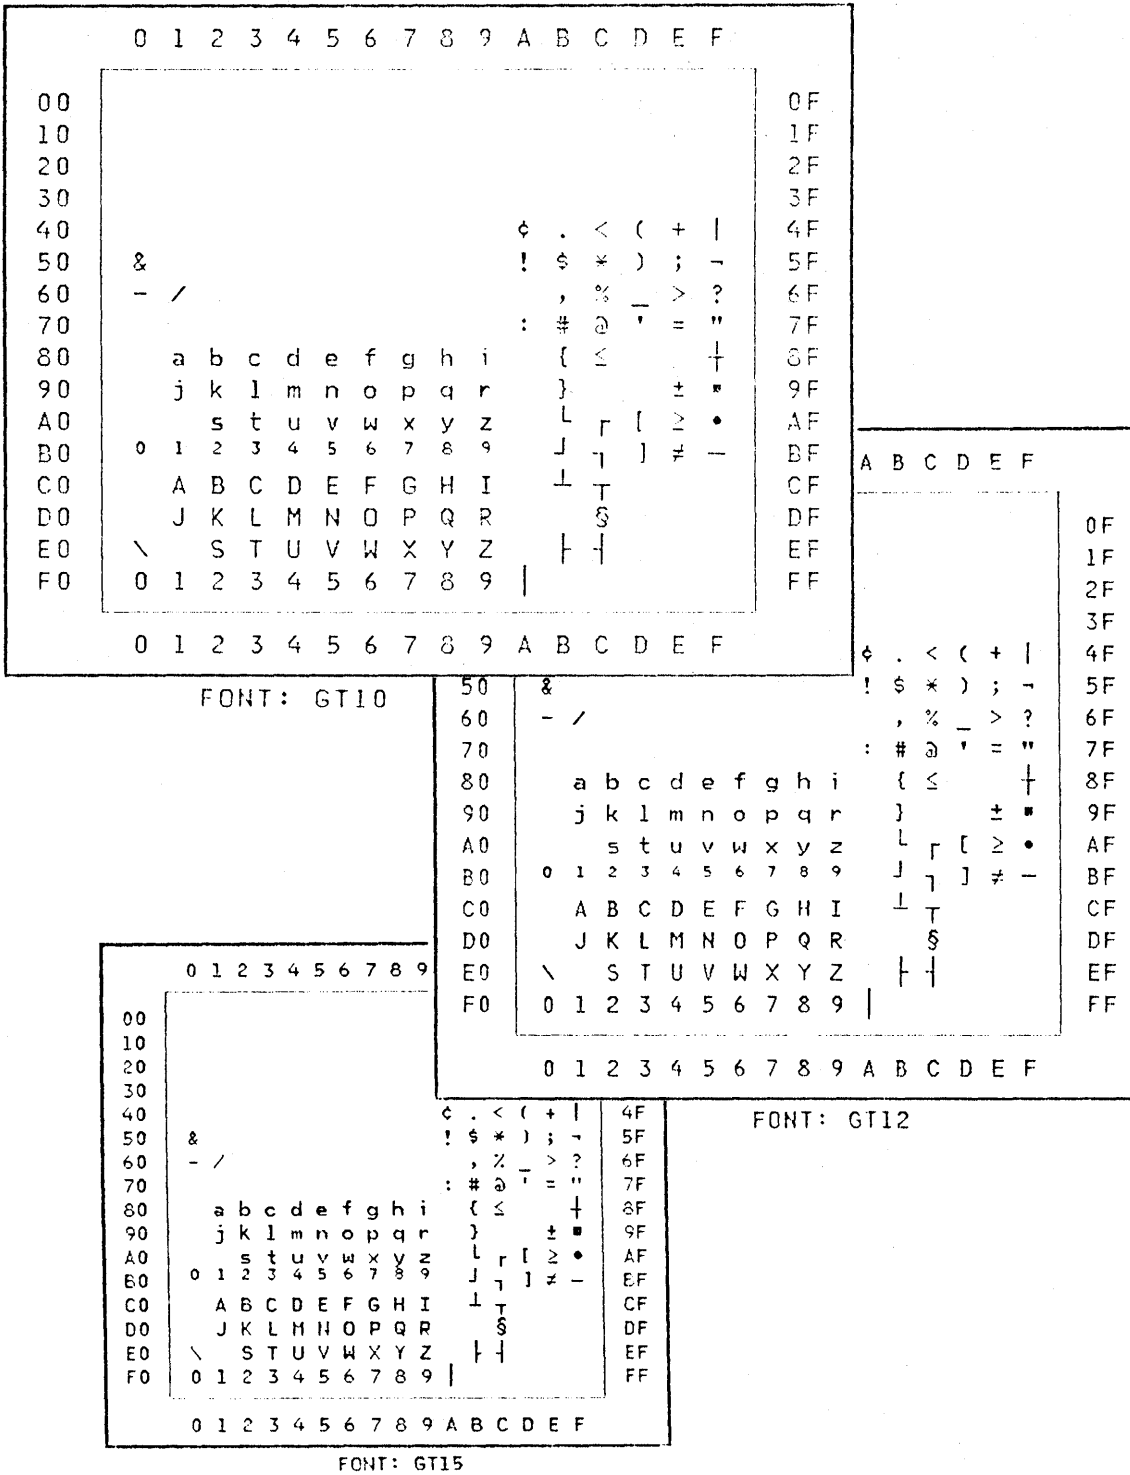 0 1 2 3 4 5 6 7 8 9 A B C D E F
00 0F
10 1F
20 2F
30 3F
40 ¢ . < ( + | 4F
50 & ! $ * ) ; ¬ 5F
60 - / , % _ > ? 6F
70 : # @ ' = " 7F
80 a b c d e f g h i { ≤ ┼ 8F
90 j k l m n o p q r } ± ▪ 9F
A0 s t u v w x y z └ ┌ [ ≥ • AF
B0 0 1 2 3 4 5 6 7 8 9 ┘ ┐ ] ≠ — BF
C0 A B C D E F G H I ┴ ┬ CF
D0 J K L M N O P Q R § DF
E0 \ S T U V W X Y Z ├ ┤ EF
F0 0 1 2 3 4 5 6 7 8 9 | FF
0 1 2 3 4 5 6 7 8 9 A B C D E F
FONT: GT10
A B C D E F
0F
1F
2F
3F
¢ . < ( + | 4F
50 & ! $ * ) ; ¬ 5F
60 - / , % _ > ? 6F
70 : # @ ' = " 7F
80 a b c d e f g h i { ≤ ┼ 8F
90 j k l m n o p q r } ± ▪ 9F
A0 s t u v w x y z └ ┌ [ ≥ • AF
B0 0 1 2 3 4 5 6 7 8 9 ┘ ┐ ] ≠ — BF
C0 A B C D E F G H I ┴ ┬ CF
D0 J K L M N O P Q R § DF
E0 \ S T U V W X Y Z ├ ┤ EF
F0 0 1 2 3 4 5 6 7 8 9 | FF
0 1 2 3 4 5 6 7 8 9 A B C D E F
FONT: GT12
0 1 2 3 4 5 6 7 8 9
00
10
20
30
40 ¢ . < ( + | 4F
50 & ! $ * ) ; ¬ 5F
60 - / , % _ > ? 6F
70 : # @ ' = " 7F
80 a b c d e f g h i { ≤ ┼ 8F
90 j k l m n o p q r } ± ▪ 9F
A0 s t u v w x y z └ ┌ [ ≥ • AF
B0 0 1 2 3 4 5 6 7 8 9 ┘ ┐ ] ≠ — BF
C0 A B C D E F G H I ┴ ┬ CF
D0 J K L M N O P Q R § DF
E0 \ S T U V W X Y Z ├ ┤ EF
F0 0 1 2 3 4 5 6 7 8 9 | FF
0 1 2 3 4 5 6 7 8 9 A B C D E F
FONT: GT15